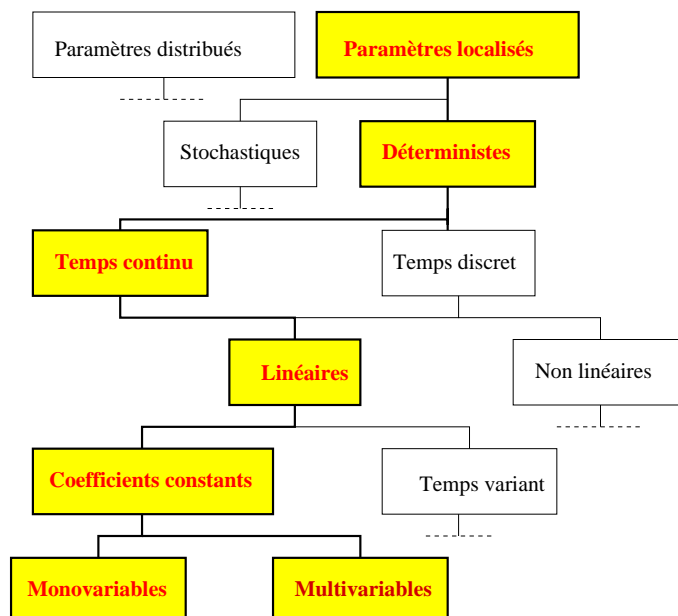 Paramètres distribués
Paramètres localisés
Stochastiques
Déterministes
Temps continu
Temps discret
Linéaires
Non linéaires
Coefficients constants
Temps variant
Monovariables
Multivariables